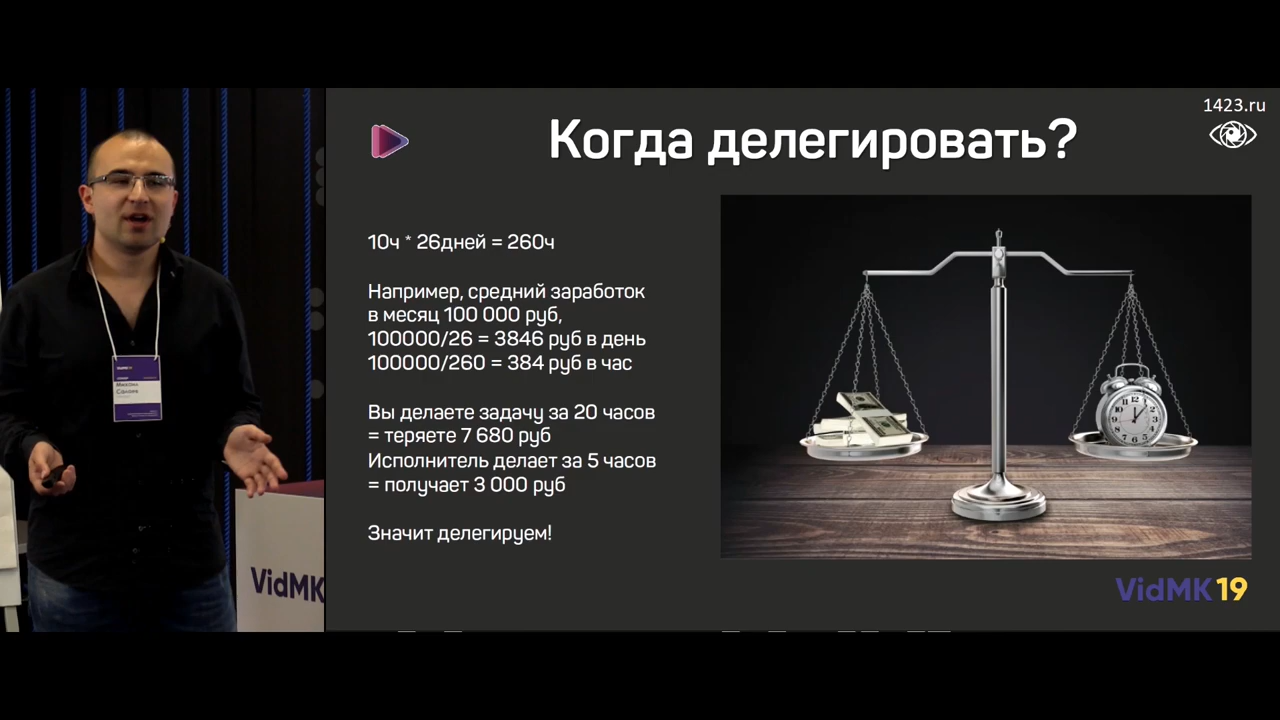 1423.ru
Когда делегировать?
10ч * 26дней = 260ч
Например, средний заработок
в месяц 100 000 руб,
100000/26 = 3846 руб в день
100000/260 = 384 руб в час
Вы делаете задачу за 20 часов
= теряете 7 680 руб
Исполнитель делает за 5 часов
= получает 3 000 руб
Значит делегируем!
VidMK 19
VidMK